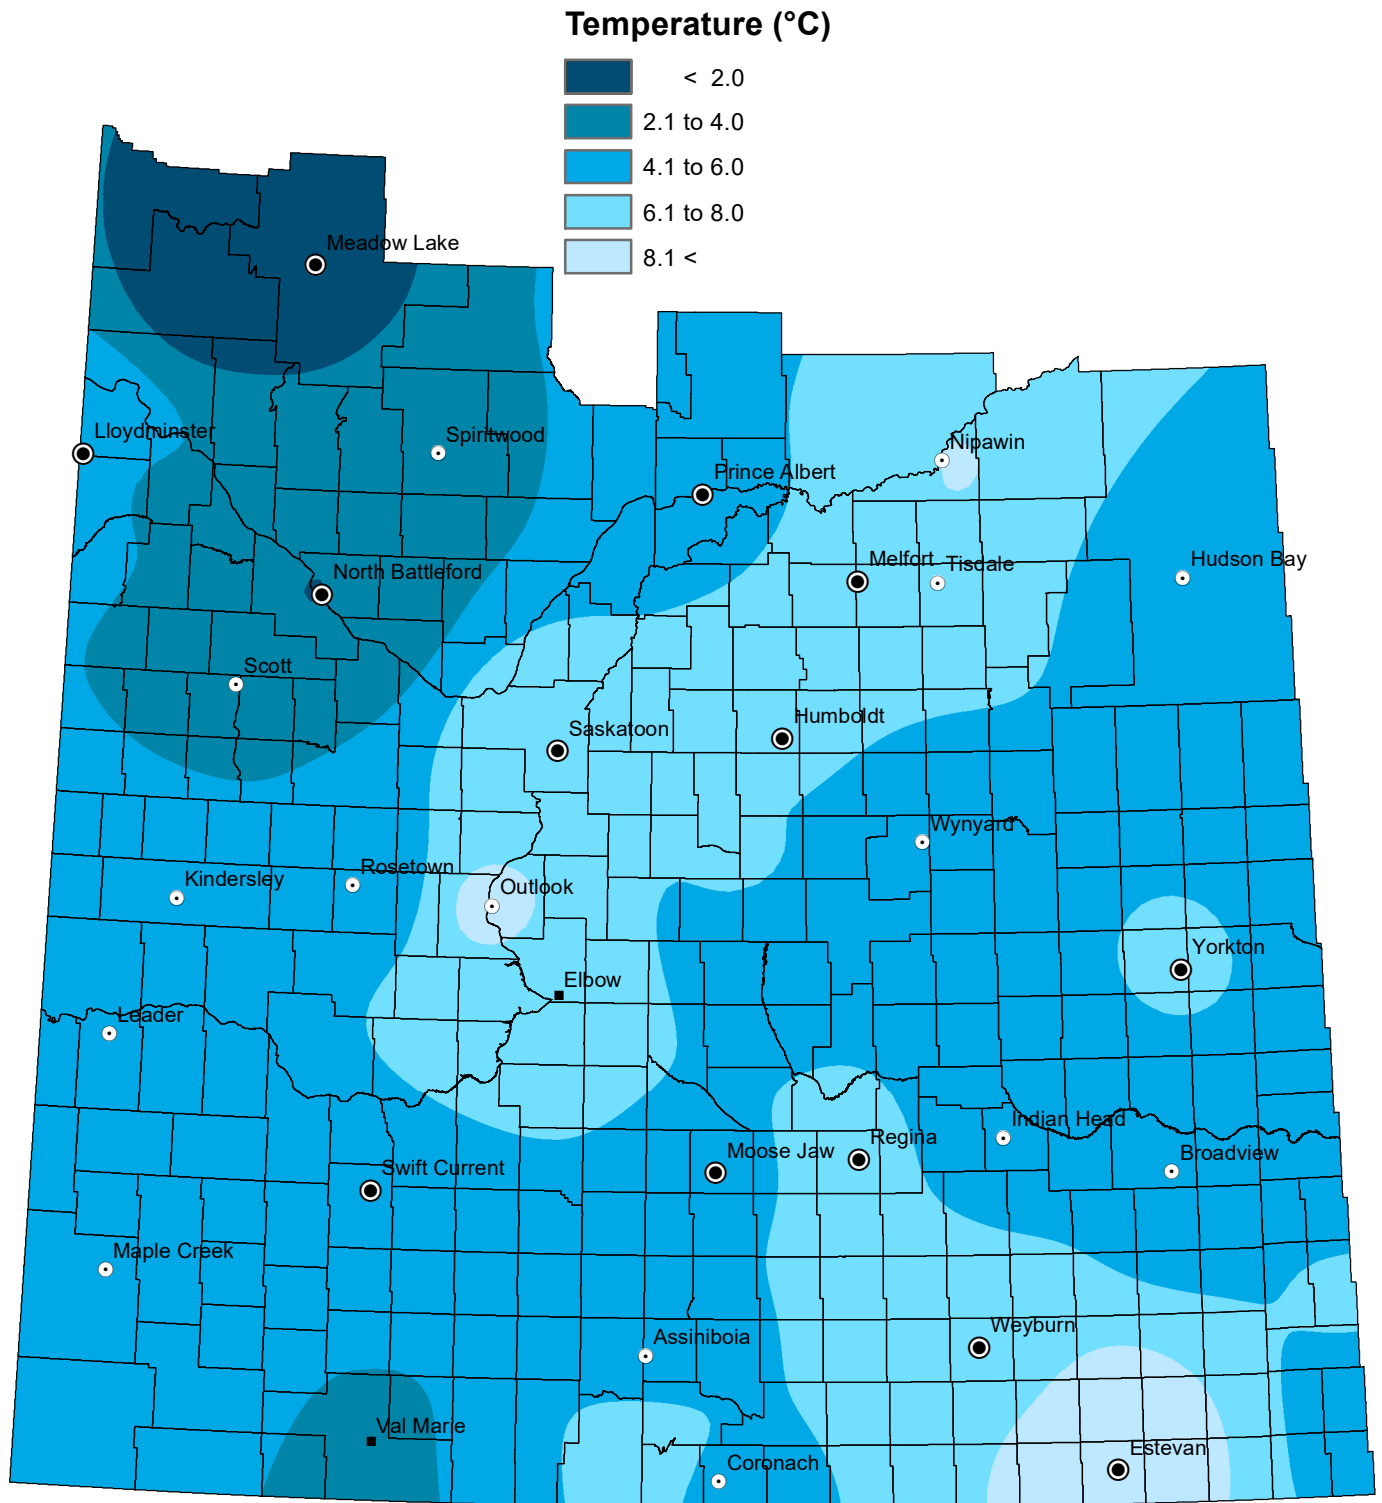 Temperature (°C)
< 2.0
2.1 to 4.0
4.1 to 6.0
6.1 to 8.0
8.1 <
Meadow Lake
Lloydminster
Spiritwood
Nipawin
Prince Albert
Hudson Bay
Melfort
Tisdale
North Battleford
Scott
Humboldt
Saskatoon
Wynyard
Rosetown
Kindersley
Outlook
Yorkton
Elbow
Leader
Indian Head
Regina
Moose Jaw
Broadview
Swift Current
Maple Creek
Weyburn
Assiniboia
Val Marie
Estevan
Coronach